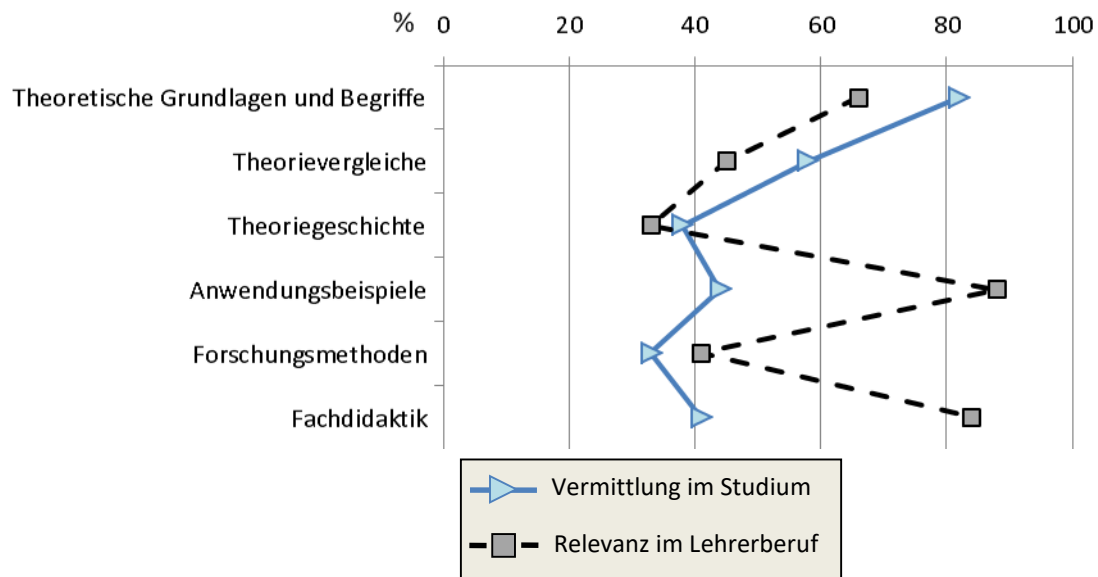 % 0 20 40 60 80 100
Theoretische Grundlagen und Begriffe
Theorievergleiche
Theoriegeschichte
Anwendungsbeispiele
Forschungsmethoden
Fachdidaktik
Vermittlung im Studium
Relevanz im Lehrerberuf